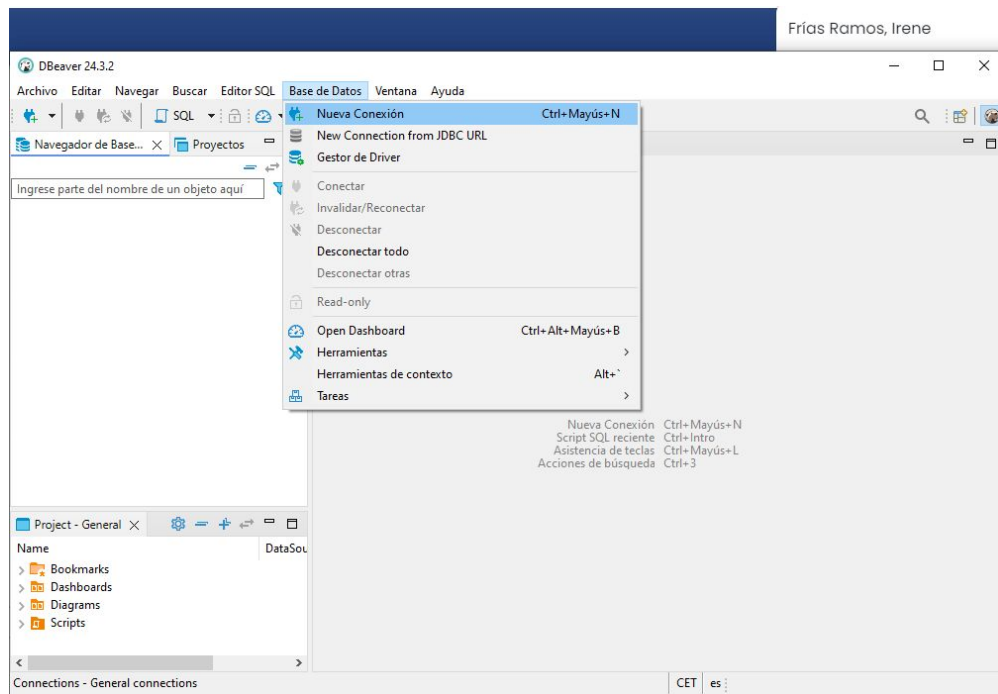 Frías Ramos, Irene
DBeaver 24.3.2
Archivo Editar Navegar Buscar Editor SQL Base de Datos Ventana Ayuda
SQL
Nueva Conexión Ctrl+Mayús+N
New Connection from JDBC URL
Gestor de Driver
Conectar
Invalidar/Reconectar
Desconectar
Desconectar todo
Desconectar otras
Read-only
Open Dashboard Ctrl+Alt+Mayús+B
Herramientas
Herramientas de contexto Alt+`
Tareas
Navegador de Base... Proyectos
Ingrese parte del nombre de un objeto aquí
Nueva Conexión Ctrl+Mayús+N
Script SQL reciente Ctrl+Intro
Asistencia de teclas Ctrl+Mayús+L
Acciones de búsqueda Ctrl+3
Project - General
Name DataSou
Bookmarks
Dashboards
Diagrams
Scripts
Connections - General connections CET es